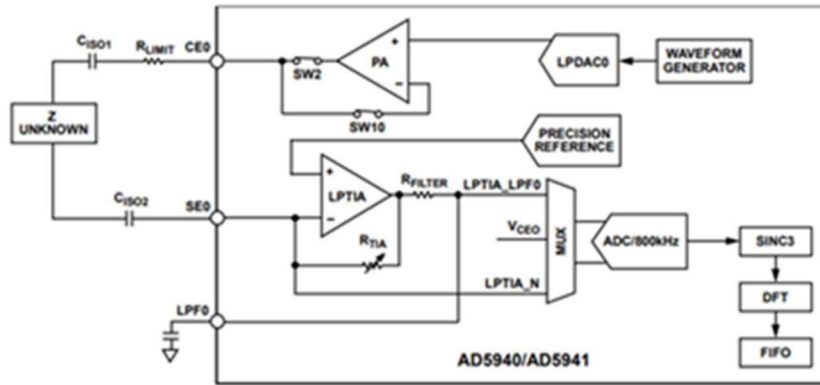 CISO1
RLIMIT
CE0
SW2
PA
+
−
SW10
LPDAC0
WAVEFORM
GENERATOR
Z
UNKNOWN
PRECISION
REFERENCE
CISO2
SE0
+
−
LPTIA
RFILTER
LPTIA_LPF0
RTIA
VCEO
MUX
ADC/800kHz
SINC3
LPTIA_N
DFT
LPF0
FIFO
AD5940/AD5941